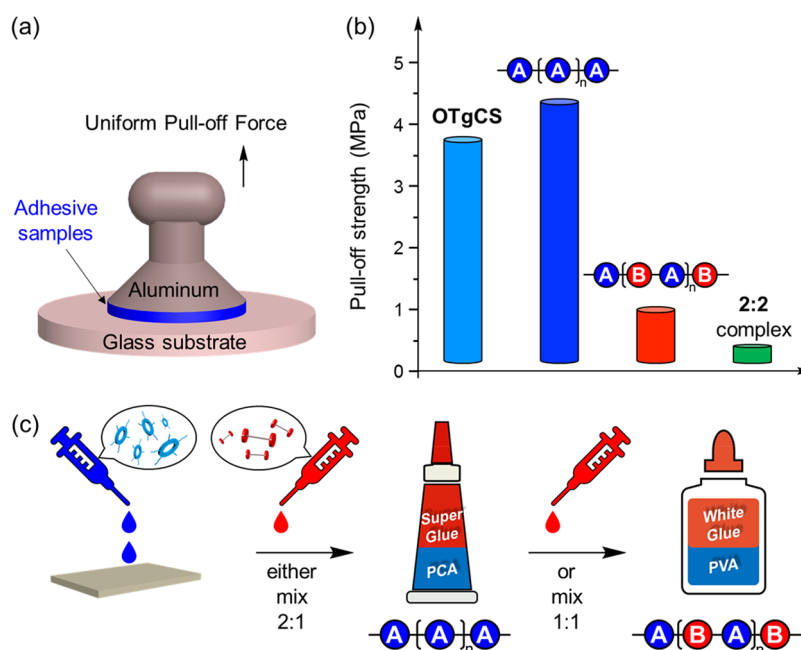 (a)
Uniform Pull-off Force
Adhesive
samples
Aluminum
Glass substrate
(b)
Pull-off strength (MPa)
5
4
3
2
1
0
OTgCS
A A n A
A B A n B
2:2
complex
(c)
either
mix
2:1
Super
Glue
PCA
A A n A
or
mix
1:1
White
Glue
PVA
A B A n B